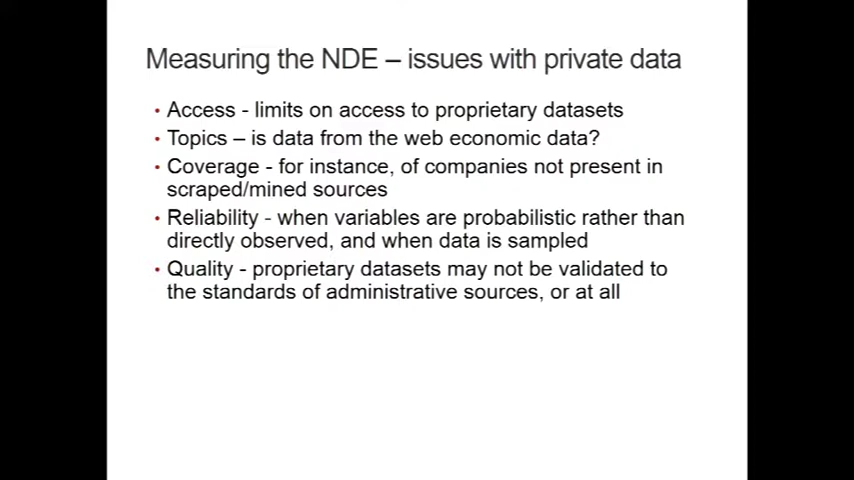 Measuring the NDE – issues with private data
• Access - limits on access to proprietary datasets
• Topics – is data from the web economic data?
• Coverage - for instance, of companies not present in
scraped/mined sources
• Reliability - when variables are probabilistic rather than
directly observed, and when data is sampled
• Quality - proprietary datasets may not be validated to
the standards of administrative sources, or at all